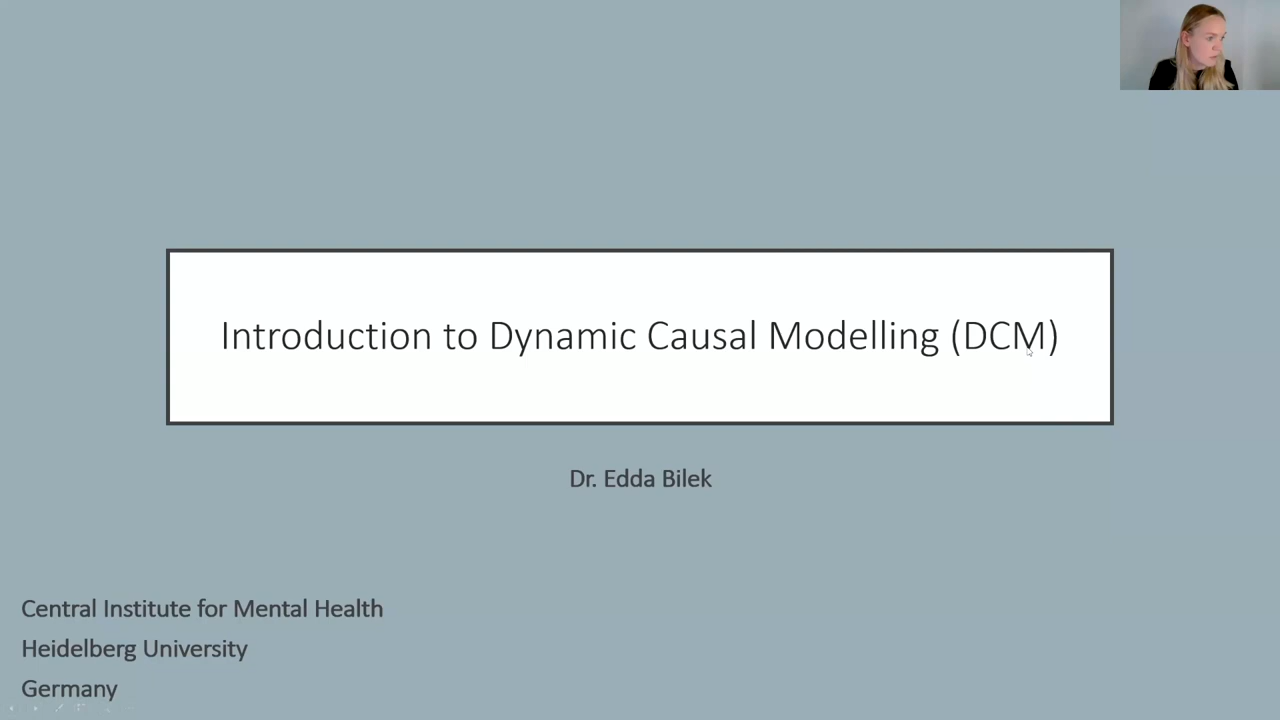 Introduction to Dynamic Causal Modelling (DCM)
Dr. Edda Bilek
Central Institute for Mental Health
Heidelberg University
Germany